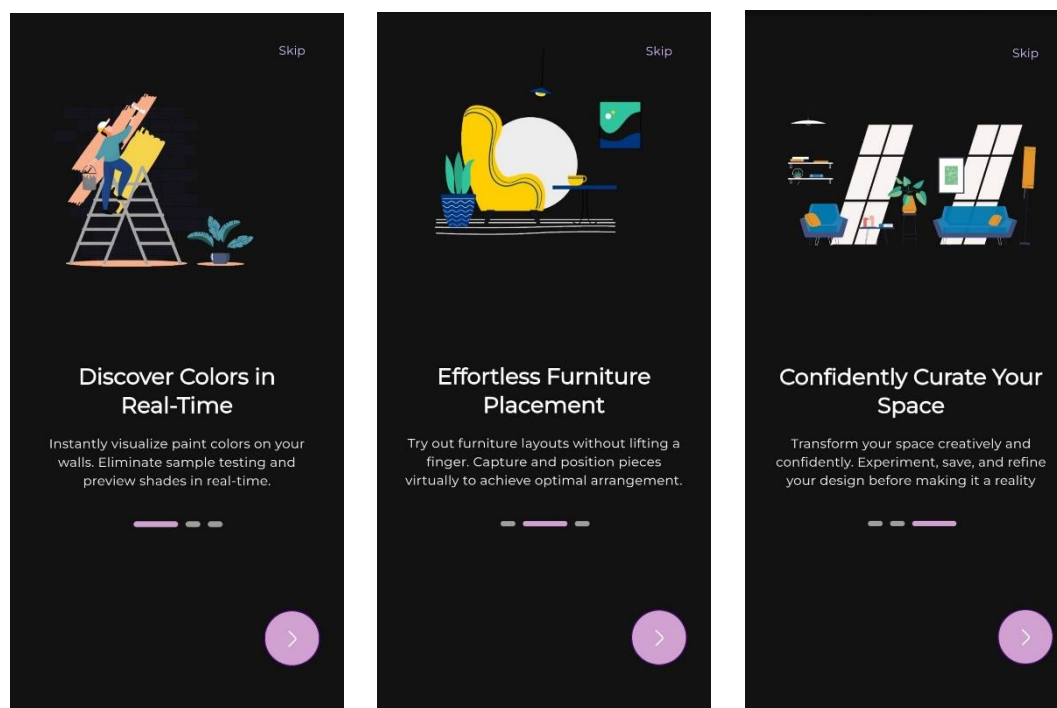 Skip
Discover Colors in
Real-Time
Instantly visualize paint colors on your
walls. Eliminate sample testing and
preview shades in real-time.
Skip
Effortless Furniture
Placement
Try out furniture layouts without lifting a
finger. Capture and position pieces
virtually to achieve optimal arrangement.
Skip
Confidently Curate Your
Space
Transform your space creatively and
confidently. Experiment, save, and refine
your design before making it a reality